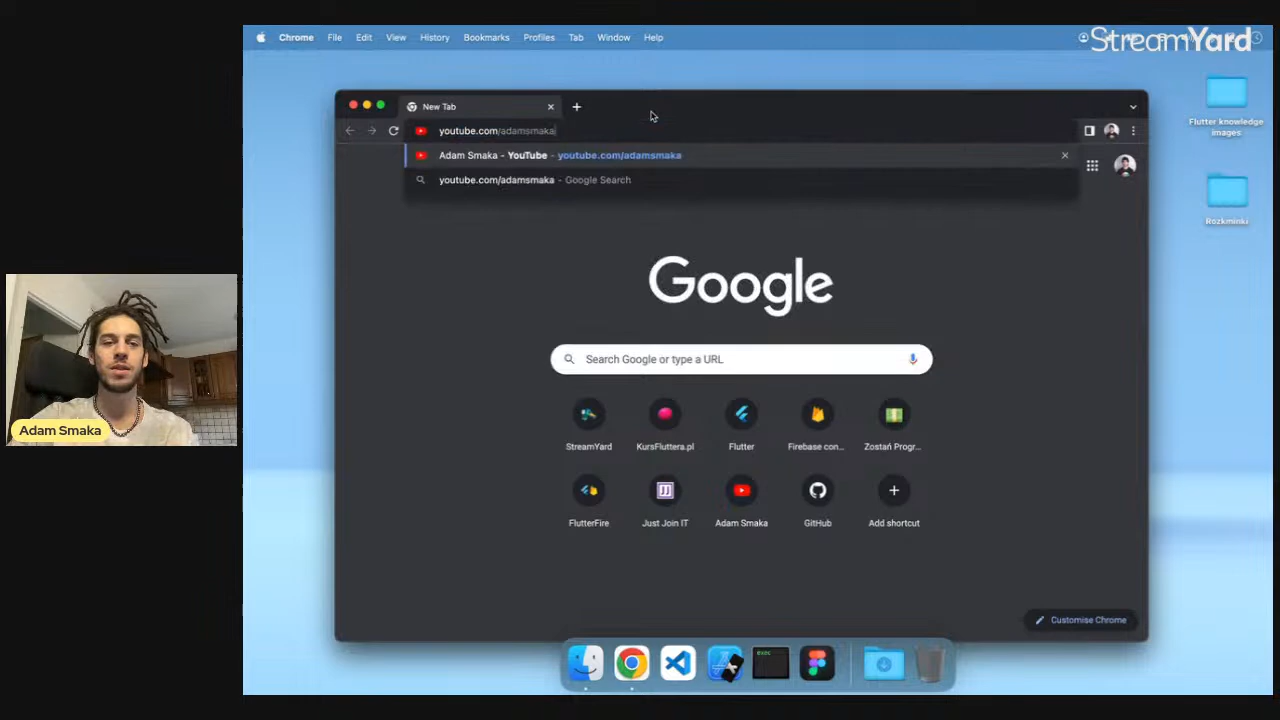 Chrome File Edit View History Bookmarks Profiles Tab Window Help
StreamYard
New Tab
youtube.com/adamsmaka
Adam Smaka - YouTube - youtube.com/adamsmaka
youtube.com/adamsmaka - Google Search
Flutter knowledge
images
Rozkminki
Google
Search Google or type a URL
StreamYard KursFluttera.pl Flutter Firebase con... Zostań Progr...
FlutterFire Just Join IT Adam Smaka GitHub Add shortcut
Customise Chrome
Adam Smaka
exec